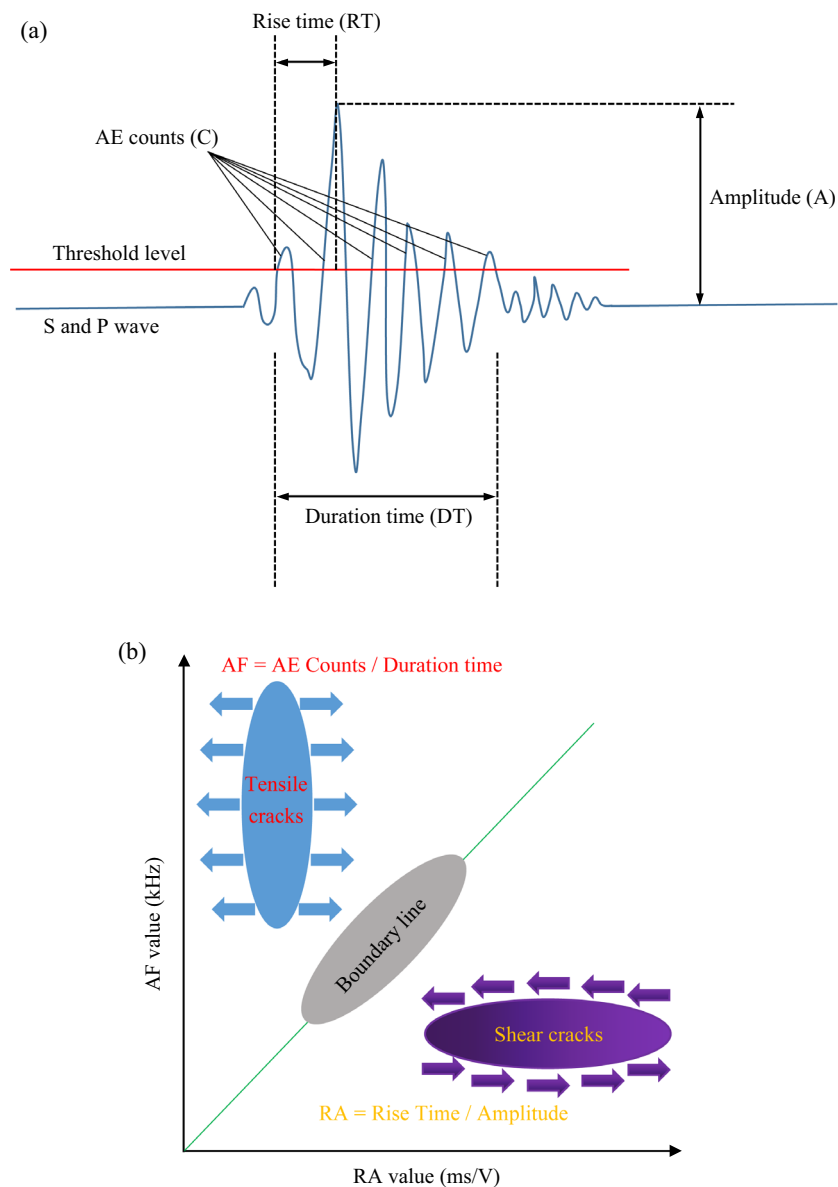 (a)
Rise time (RT)
AE counts (C)
Amplitude (A)
Threshold level
S and P wave
Duration time (DT)
(b)
AF = AE Counts / Duration time
Tensile
cracks
AF value (kHz)
Boundary line
Shear cracks
RA = Rise Time / Amplitude
RA value (ms/V)